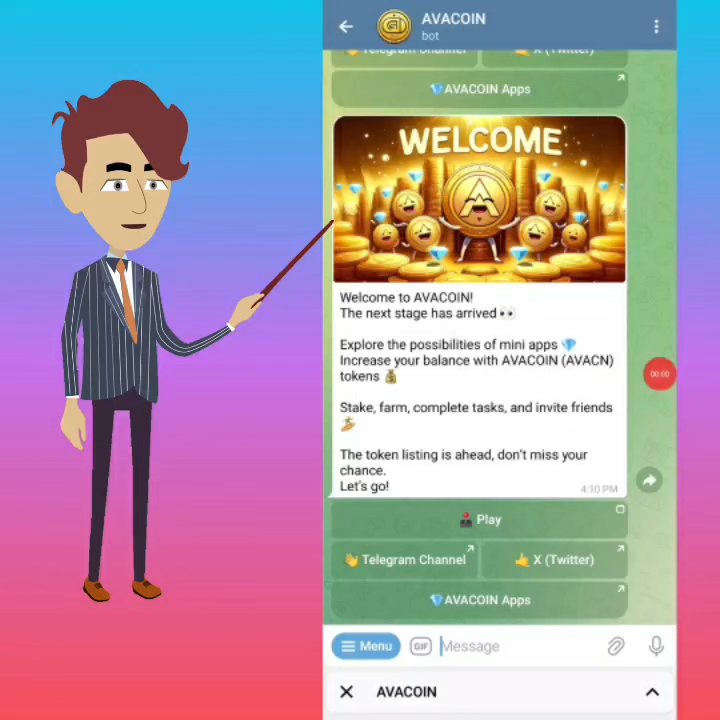 AVACOIN
bot
Telegram Channel
X (Twitter)
AVACOIN Apps
WELCOME
Welcome to AVACOIN!
The next stage has arrived 👀
Explore the possibilities of mini apps 💎
Increase your balance with AVACOIN (AVACN)
tokens 💰
Stake, farm, complete tasks, and invite friends
The token listing is ahead, don't miss your
chance.
Let's go!
4:10 PM
00:00
🕹️ Play
👋 Telegram Channel
🤙 X (Twitter)
💎AVACOIN Apps
Menu
GIF
Message
AVACOIN